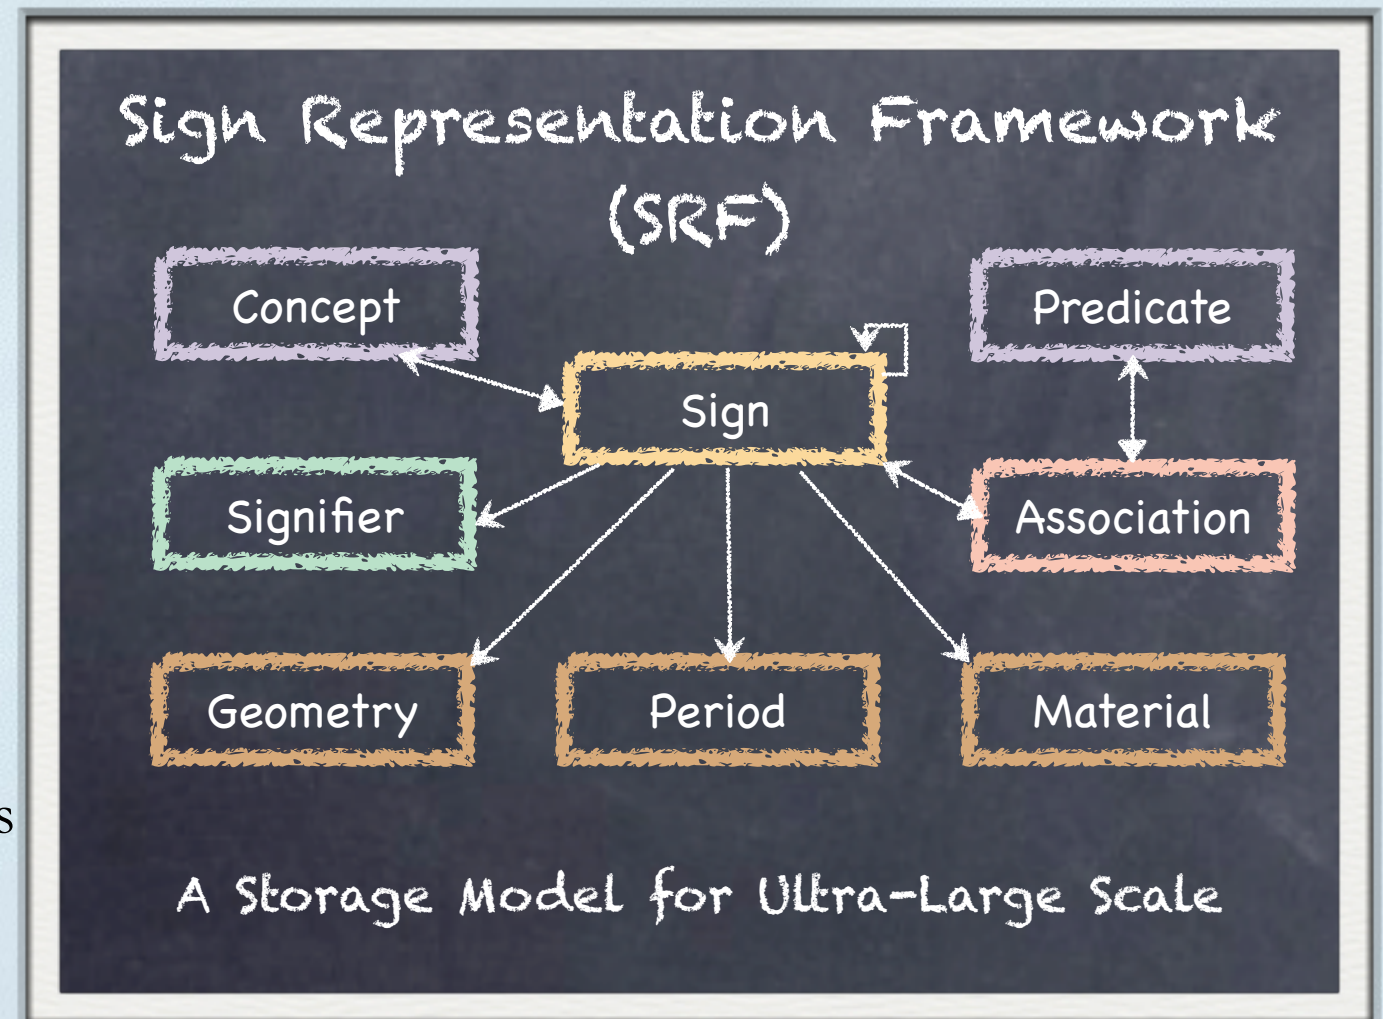 Sign Representation Framework
(SRF)
Concept
Predicate
Sign
Signifier
Association
Geometry
Period
Material
s
A Storage Model for Ultra-Large Scale